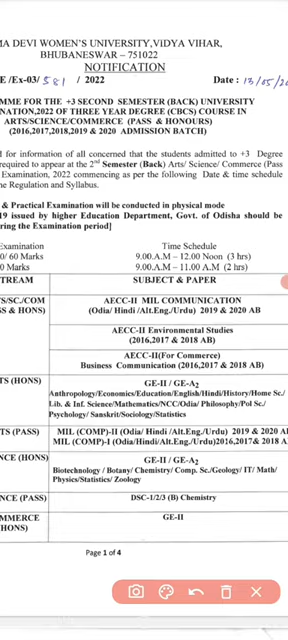 MA DEVI WOMEN'S UNIVERSITY,VIDYA VIHAR,
BHUBANESWAR – 751022
NOTIFICATION
E /Ex-03/ 581 / 2022 Date : 13/05/20
MME FOR THE +3 SECOND SEMESTER (BACK) UNIVERSITY
NATION,2022 OF THREE YEAR DEGREE (CBCS) COURSE IN
ARTS/SCIENCE/COMMERCE (PASS & HONOURS)
(2016,2017,2018,2019 & 2020 ADMISSION BATCH)
d for information of all concerned that the students admitted to +3 Degree
required to appear at the 2nd Semester (Back) Arts/ Science/ Commerce (Pass
Examination, 2022 commencing as per the following Date & time schedule
he Regulation and Syllabus.
& Practical Examination will be conducted in physical mode
19 issued by higher Education Department, Govt. of Odisha should be
ring the Examination period]
Examination Time Schedule
0/ 60 Marks 9.00.A.M – 12.00 Noon (3 hrs)
0 Marks 9.00.A.M – 11.00 A.M (2 hrs)
TREAM SUBJECT & PAPER
TS/SC./COM AECC-II MIL COMMUNICATION
SS & HONS) (Odia/ Hindi /Alt.Eng./Urdu) 2019 & 2020 AB
AECC-II Environmental Studies
(2016,2017 & 2018 AB)
AECC-II(For Commerce)
Business Communication (2016,2017 & 2018 AB)
TS (HONS) GE-II / GE-A2
Anthropology/Economics/Education/English/Hindi/History/Home Sc./
Lib. & Inf. Science/Mathematics/NCC/Odia/ Philosophy/Pol Sc./
Psychology/ Sanskrit/Sociology/Statistics
TS (PASS) MIL (COMP)-II (Odia/ Hindi /Alt.Eng./Urdu) 2019 & 2020 AB
MIL (COMP)-I (Odia/Hindi/Alt.Eng./Urdu)2016,2017& 2018 A
NCE (HONS) GE-II / GE-A2
Biotechnology / Botany/ Chemistry/ Comp. Sc./Geology/ IT/ Math/
Physics/Statistics/ Zoology
NCE (PASS) DSC-1/2/3 (B) Chemistry
MMERCE GE-II
HONS)
Page 1 of 4